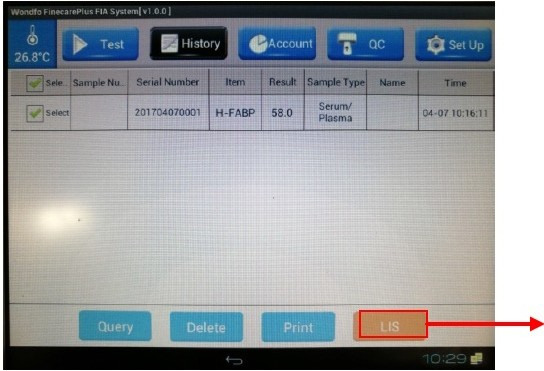 Wondfo FinecarePlus FIA System[ v1.0.0 ]
26.8°C
Test
History
Account
QC
Set Up
Sele.. Sample Nu.. Serial Number Item Result Sample Type Name Time
Select 201704070001 H-FABP 58.0 Serum/ Plasma 04-07 10:16:11
Query Delete Print LIS
10:29